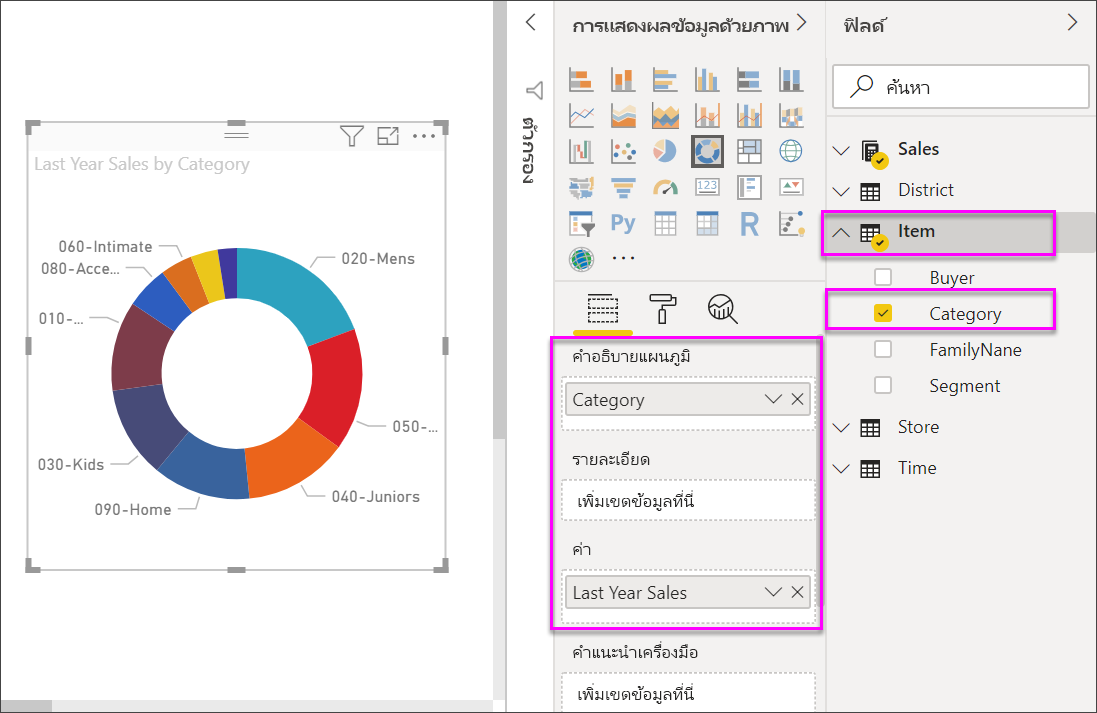 Last Year Sales by Category
060-Intimate
080-Acce...
010-...
030-Kids
090-Home
020-Mens
050-...
040-Juniors
ตัวกรอง
การแสดงผลข้อมูลด้วยภาพ
123
Py
R
คำอธิบายแผนภูมิ
Category
รายละเอียด
เพิ่มเขตข้อมูลที่นี่
ค่า
Last Year Sales
คำแนะนำเครื่องมือ
เพิ่มเขตข้อมูลที่นี่
ฟิลด์
ค้นหา
Sales
District
Item
Buyer
Category
FamilyNane
Segment
Store
Time